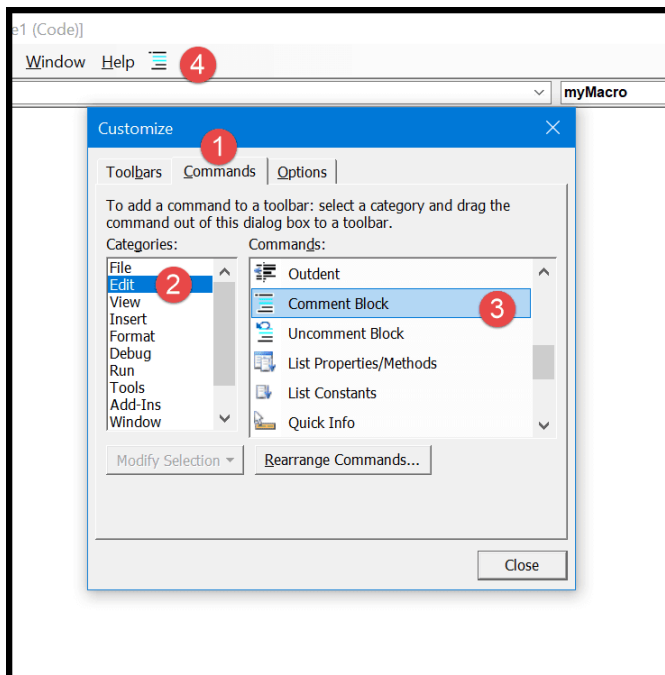 e1 (Code)]
Window Help 4
myMacro
Customize
1
Toolbars Commands Options
To add a command to a toolbar: select a category and drag the
command out of this dialog box to a toolbar.
Categories: Commands:
File
Edit 2
View
Insert
Format
Debug
Run
Tools
Add-Ins
Window
Outdent
Comment Block 3
Uncomment Block
List Properties/Methods
List Constants
Quick Info
Modify Selection Rearrange Commands...
Close